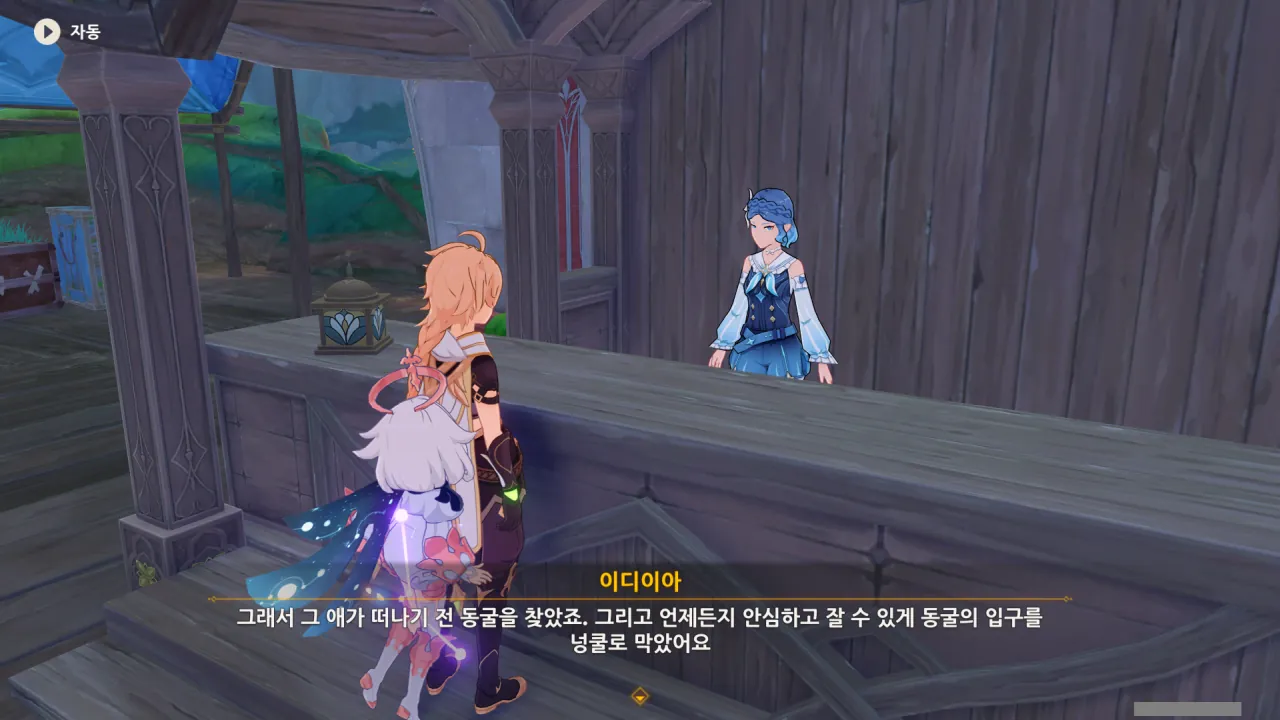 자동
이디이아
그래서 그 애가 떠나기 전 동굴을 찾았죠. 그리고 언제든지 안심하고 잘 수 있게 동굴의 입구를
넝쿨로 막았어요